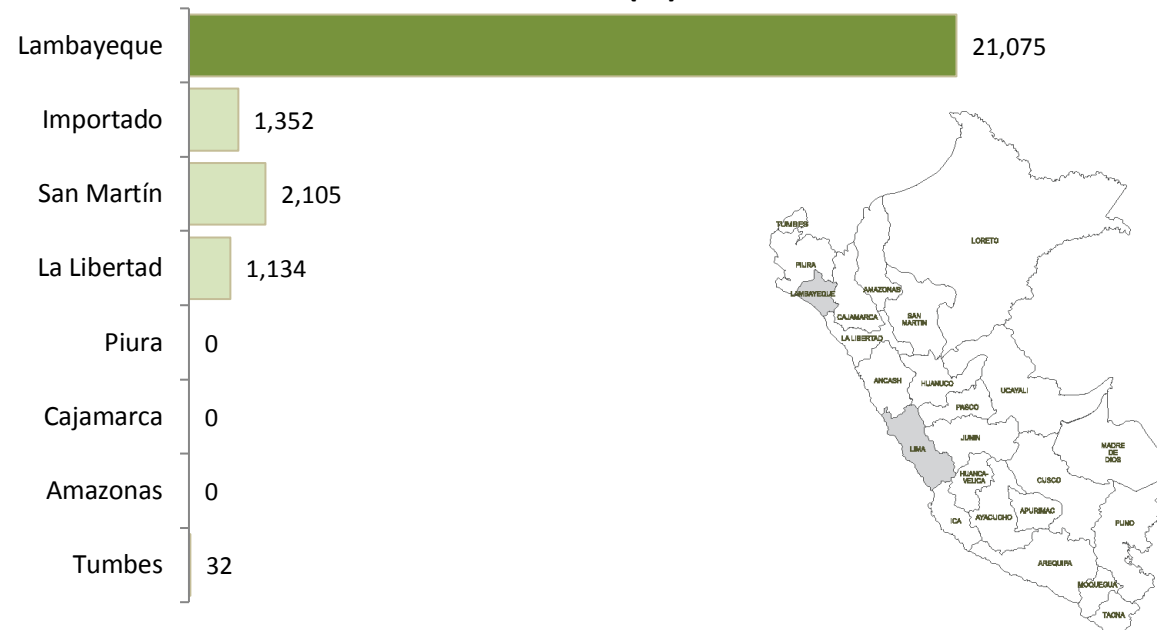 Lambayeque 21,075
Importado 1,352
San Martín 2,105
La Libertad 1,134
Piura 0
Cajamarca 0
Amazonas 0
Tumbes 32
TUMBES
LORETO
PIURA
LAMBAYEQUE
AMAZONAS
CAJAMARCA
SAN
MARTIN
LA LIBERTAD
ANCASH
HUANUCO
UCAYALI
PASCO
JUNIN
LIMA
MADRE
DE
DIOS
HUANCA-
VELICA
CUSCO
ICA
AYACUCHO
APURIMAC
PUNO
AREQUIPA
MOQUEGUA
TACNA